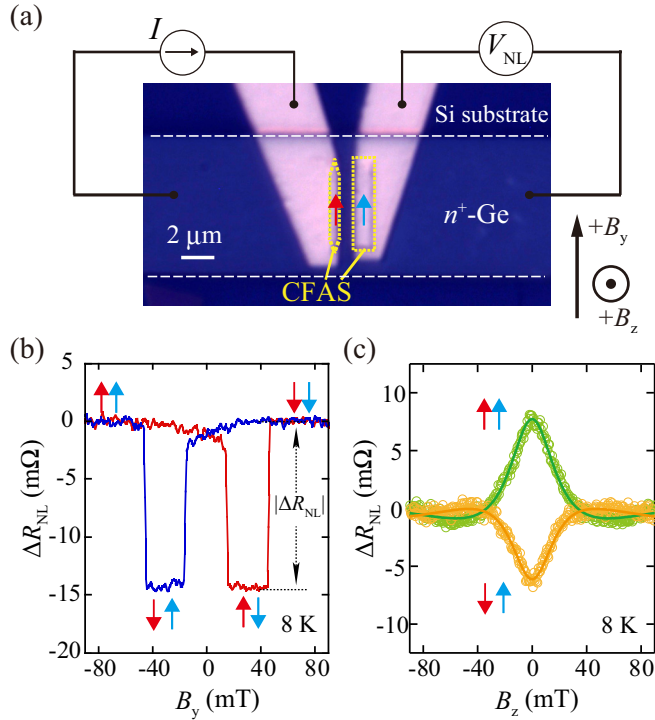 (a)
I
V_NL
Si substrate
n⁺-Ge
2 μm
CFAS
+B_y
+B_z
(b)
5
0
-5
-10
-15
-20
ΔR_NL (mΩ)
|ΔR_NL|
8 K
-80
-40
0
40
80
B_y (mT)
(c)
10
5
0
-5
-10
ΔR_NL (mΩ)
8 K
-80
-40
0
40
80
B_z (mT)